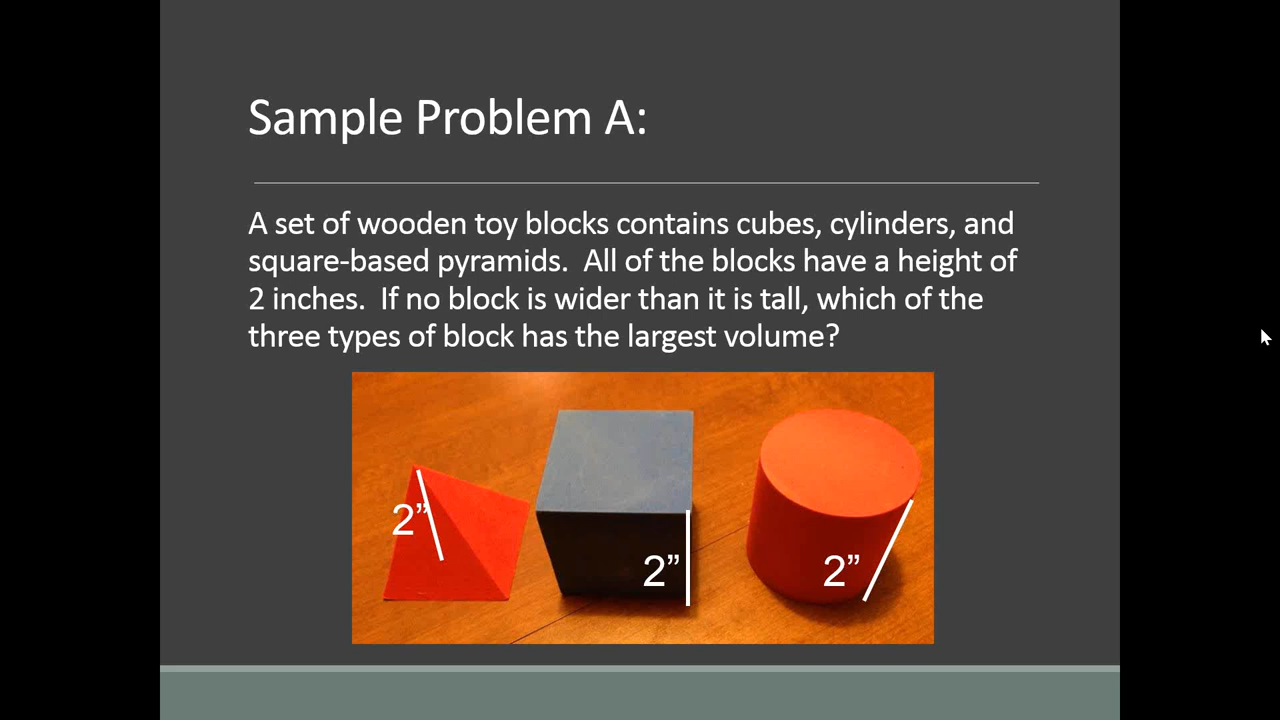 Sample Problem A:
A set of wooden toy blocks contains cubes, cylinders, and
square-based pyramids.  All of the blocks have a height of
2 inches.  If no block is wider than it is tall, which of the
three types of block has the largest volume?
2”
2”
2”